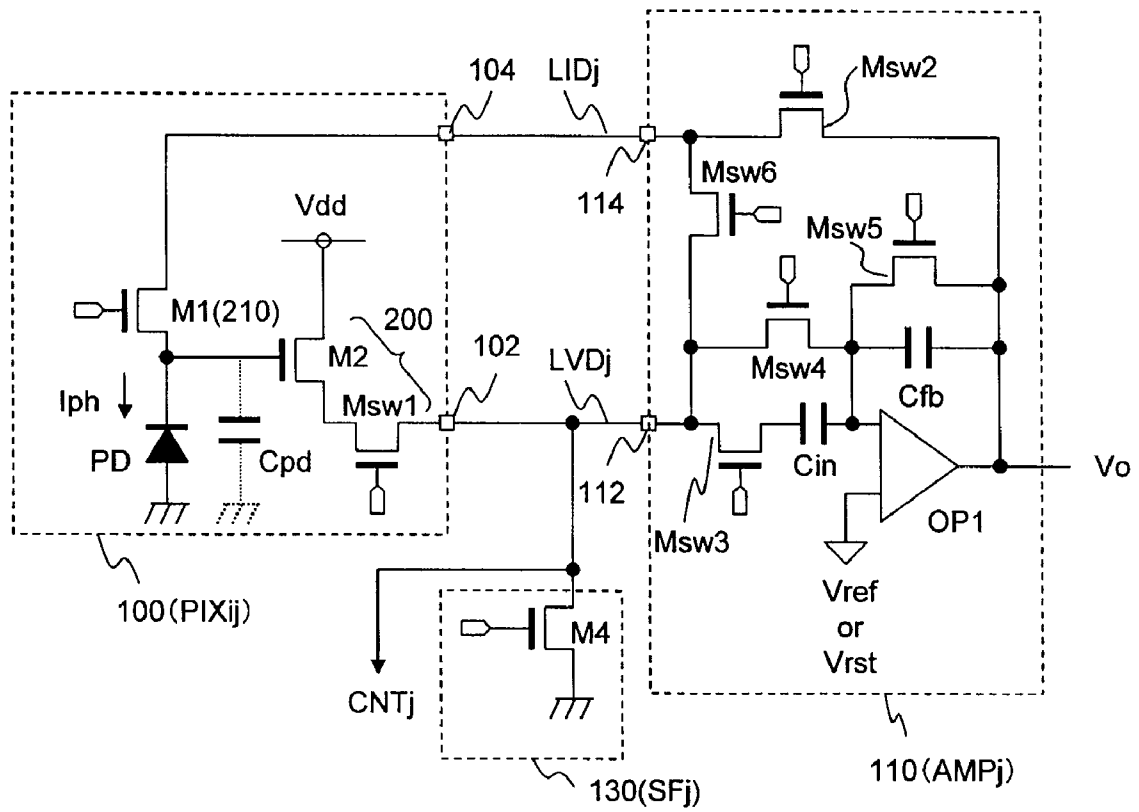 104
LIDj
Msw2
114
Msw6
Vdd
Msw5
M1(210)
200
M2
102
LVDj
Msw4
Iph
Msw1
Cfb
PD
Cpd
112
Cin
Vo
Msw3
OP1
100(PIXij)
M4
Vref
or
Vrst
CNTj
130(SFj)
110(AMPj)